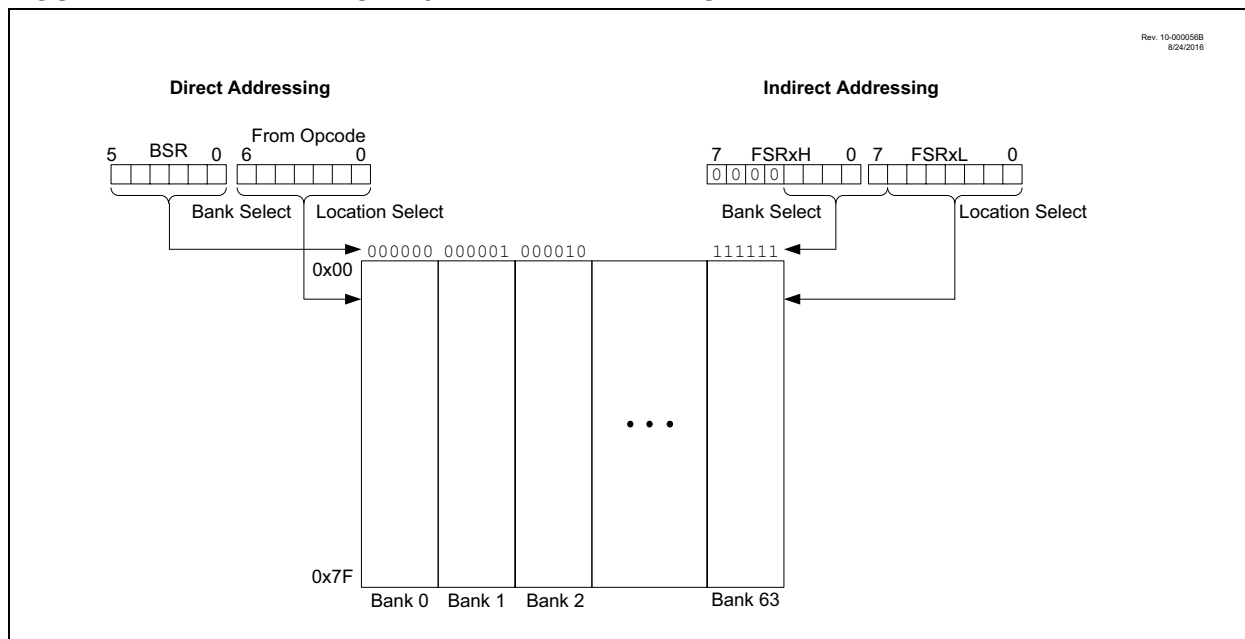 Rev. 10-000056B
8/24/2016
Direct Addressing
Indirect Addressing
From Opcode
5 BSR 0 6 0
7 FSRxH 0 7 FSRxL 0
0 0 0 0
Bank Select Location Select
Bank Select Location Select
000000 000001 000010 111111
0x00
• • •
0x7F
Bank 0 Bank 1 Bank 2 Bank 63